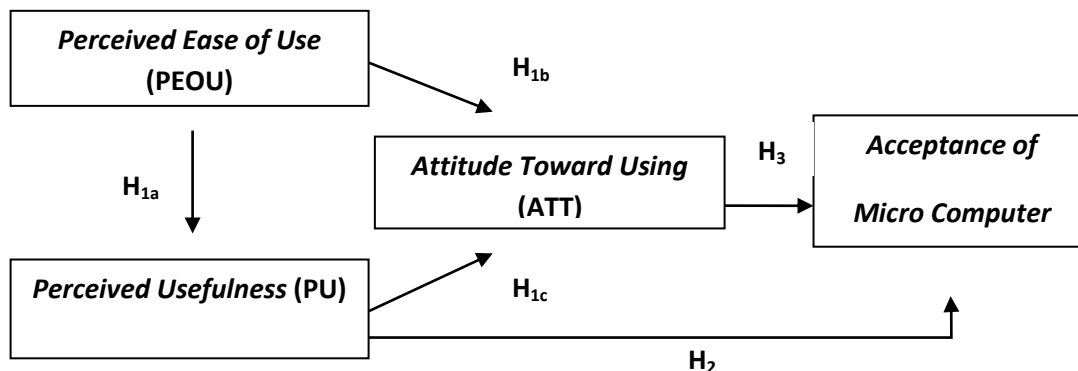 Perceived Ease of Use
(PEOU)
H1b
H1a
Attitude Toward Using
(ATT)
H3
Acceptance of
Micro Computer
Perceived Usefulness (PU)
H1c
H2